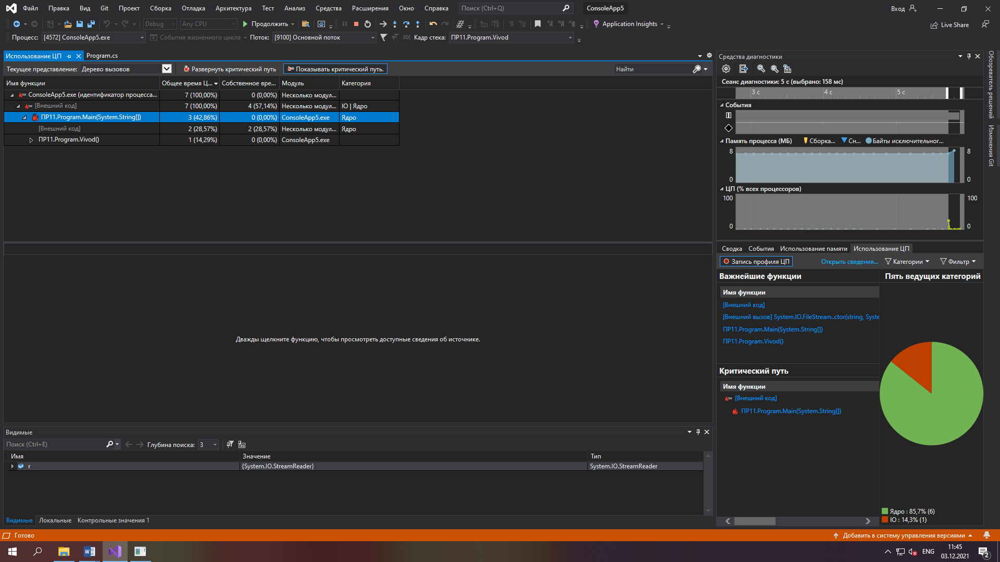 Файл Правка Вид Git Проект Сборка Отладка Архитектура Тест Анализ Средства Расширения Окно Справка Поиск (Ctrl+Q) ConsoleApp5 Вход
Debug Any CPU Продолжить Application Insights Live Share
Процесс: [4572] ConsoleApp5.exe События жизненного цикла Поток: [9100] Основной поток Кадр стека: ПР11.Program.Vivod
Использование ЦП Program.cs
Текущее представление: Дерево вызовов Развернуть критический путь Показывать критический путь. Найти
Имя функции Общее время Ц... Собственное вре... Модуль Категория
ConsoleApp5.exe (идентификатор процесса... 7 (100,00%) 0 (0,00%) Несколько модул...
[Внешний код] 7 (100,00%) 4 (57,14%) Несколько модул... IO | Ядро
ПР11.Program.Main(System.String[]) 3 (42,86%) 0 (0,00%) ConsoleApp5.exe Ядро
[Внешний код] 2 (28,57%) 2 (28,57%) Несколько модул... Ядро
ПР11.Program.Vivod() 1 (14,29%) 0 (0,00%) ConsoleApp5.exe
Дважды щелкните функцию, чтобы просмотреть доступные сведения об источнике.
Видимые
Поиск (Ctrl+E) Глубина поиска: 3
Имя Значение Тип
r {System.IO.StreamReader} System.IO.StreamReader
Видимые Локальные Контрольные значения 1
Средства диагностики
Сеанс диагностики: 5 с (выбрано: 158 мс)
3 с 4 с 5 с
События
Память процесса (МБ) Сборка... Сн... Байты исключительног...
8 8
0 0
ЦП (% всех процессоров)
100 100
0 0
Сводка События Использование памяти Использование ЦП
Запись профиля ЦП Открыть сведения... Категории Фильтр
Важнейшие функции
Имя функции
[Внешний код]
[Внешний вызов] System.IO.FileStream..ctor(string, Syste
ПР11.Program.Main(System.String[])
ПР11.Program.Vivod()
Критический путь
Имя функции
[Внешний код]
ПР11.Program.Main(System.String[])
Пять ведущих категорий
Ядро : 85,7% (6)
IO : 14,3% (1)
Обозреватель решений
Изменения Git
Готово Добавить в систему управления версиями
ENG 11:45
03.12.2021 2